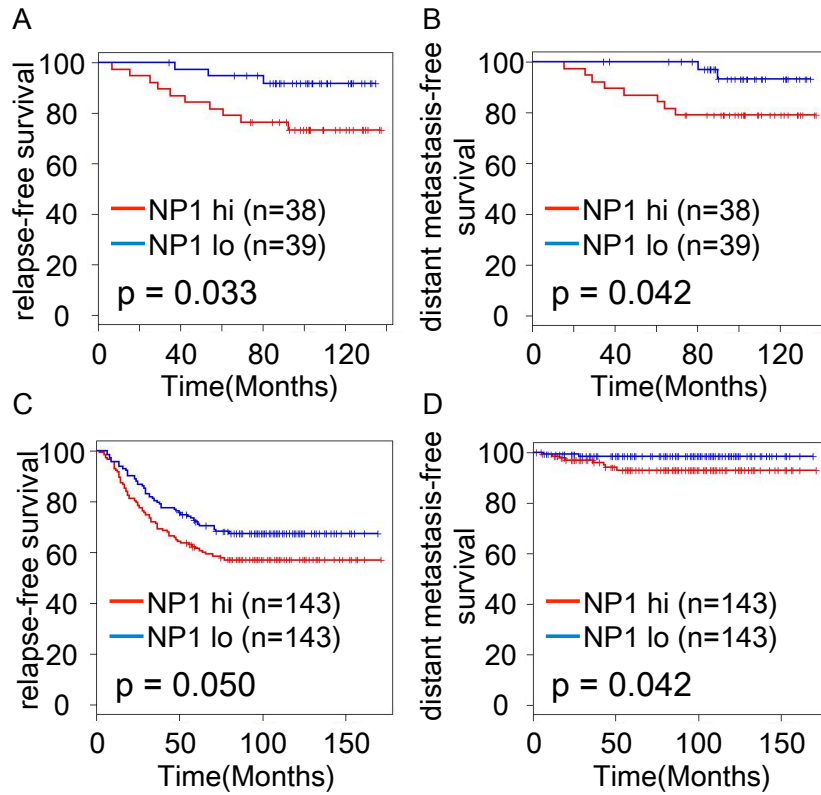 A
relapse-free survival
100
80
60
40
20
0
NP1 hi (n=38)
NP1 lo (n=39)
p = 0.033
0 40 80 120
Time(Months)
B
distant metastasis-free
survival
100
80
60
40
20
0
NP1 hi (n=38)
NP1 lo (n=39)
p = 0.042
0 40 80 120
Time(Months)
C
relapse-free survival
100
80
60
40
20
0
NP1 hi (n=143)
NP1 lo (n=143)
p = 0.050
0 50 100 150
Time(Months)
D
distant metastasis-free
survival
100
80
60
40
20
0
NP1 hi (n=143)
NP1 lo (n=143)
p = 0.042
0 50 100 150
Time(Months)